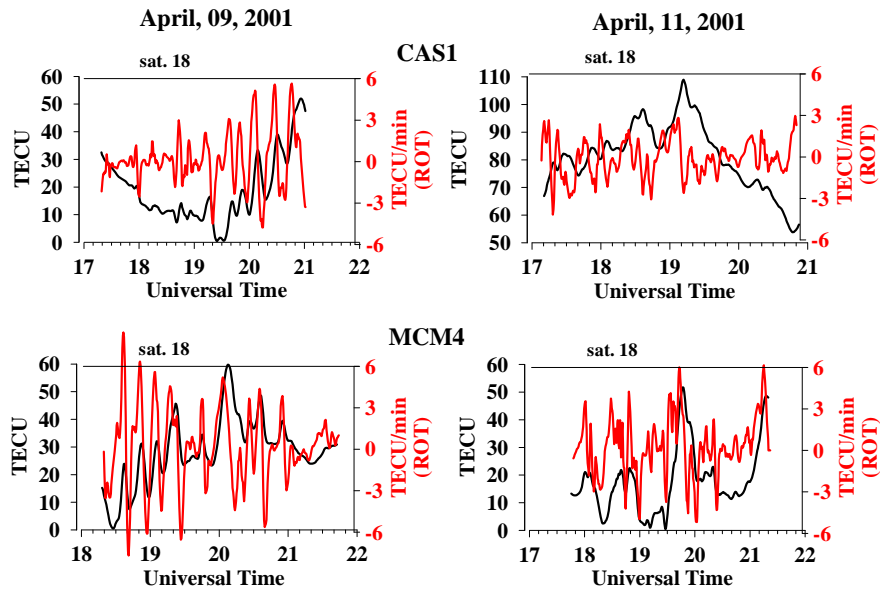 April, 09, 2001
April, 11, 2001
CAS1
sat. 18
sat. 18
TECU
60
50
40
30
20
10
0
6
3
0
-3
-6
TECU/min
(ROT)
17 18 19 20 21 22
Universal Time
TECU
110
100
90
80
70
60
50
6
3
0
-3
-6
TECU/min
(ROT)
17 18 19 20 21
Universal Time
MCM4
sat. 18
sat. 18
TECU
60
50
40
30
20
10
0
6
3
0
-3
-6
TECU/min
(ROT)
18 19 20 21 22
Universal Time
TECU
60
50
40
30
20
10
0
6
3
0
-3
-6
TECU/min
(ROT)
17 18 19 20 21 22
Universal Time